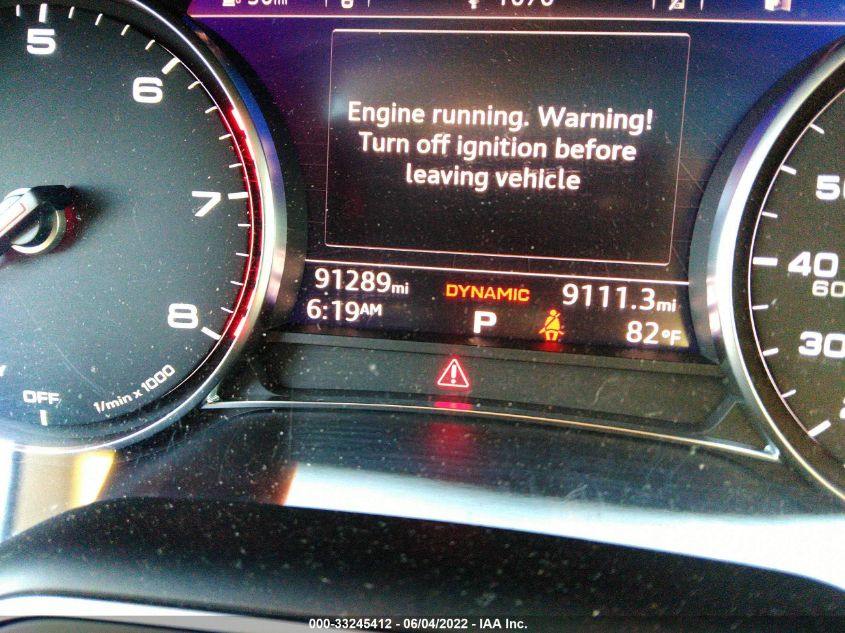 5
6
7
8
OFF
1/min x 1000
Engine running. Warning!
Turn off ignition before
leaving vehicle
91289mi
DYNAMIC
9111.3mi
6:19AM
P
82°F
50
40
60
30
000-33245412 - 06/04/2022 - IAA Inc.